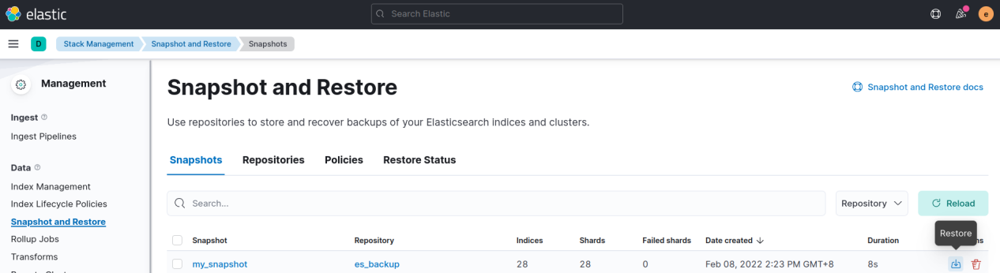 elastic
Search Elastic
e
D
Stack Management
Snapshot and Restore
Snapshots
Management
Ingest
Ingest Pipelines
Data
Index Management
Index Lifecycle Policies
Snapshot and Restore
Rollup Jobs
Transforms
Snapshot and Restore
Snapshot and Restore docs
Use repositories to store and recover backups of your Elasticsearch indices and clusters.
Snapshots Repositories Policies Restore Status
Search...
Repository
Reload
Restore
Snapshot Repository Indices Shards Failed shards Date created Duration
my_snapshot es_backup 28 28 0 Feb 08, 2022 2:23 PM GMT+8 8s